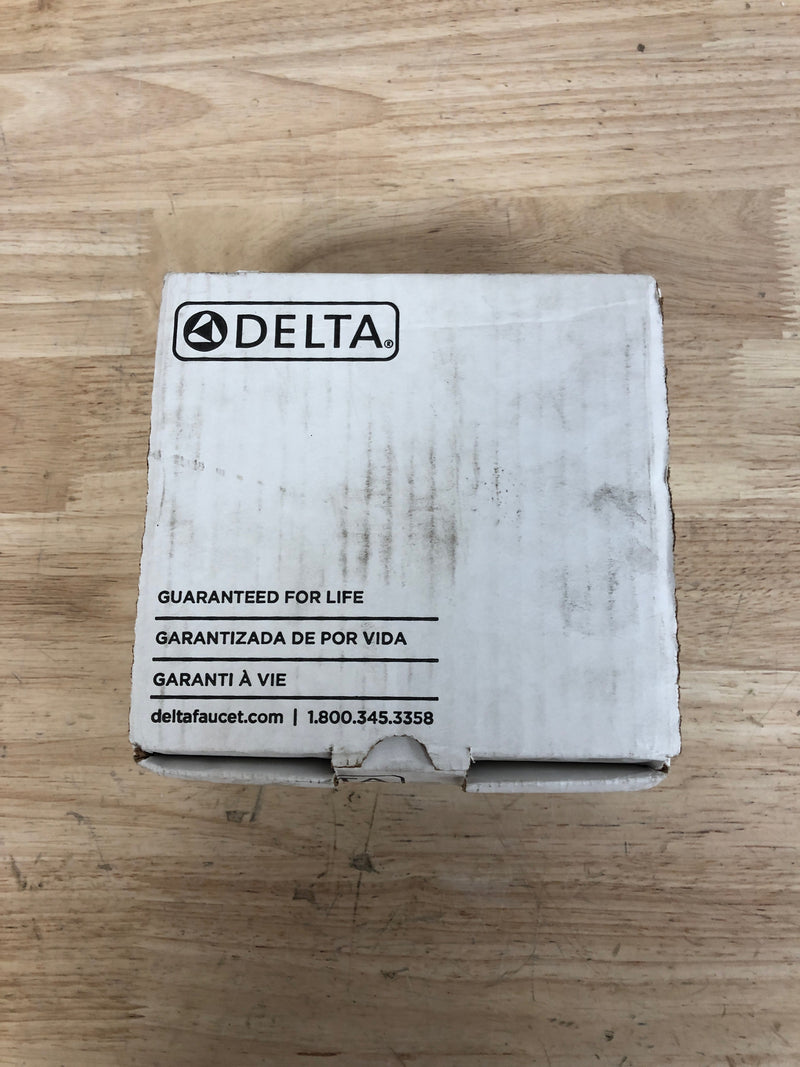 DELTA®
GUARANTEED FOR LIFE
GARANTIZADA DE POR VIDA
GARANTI À VIE
deltafaucet.com | 1.800.345.3358